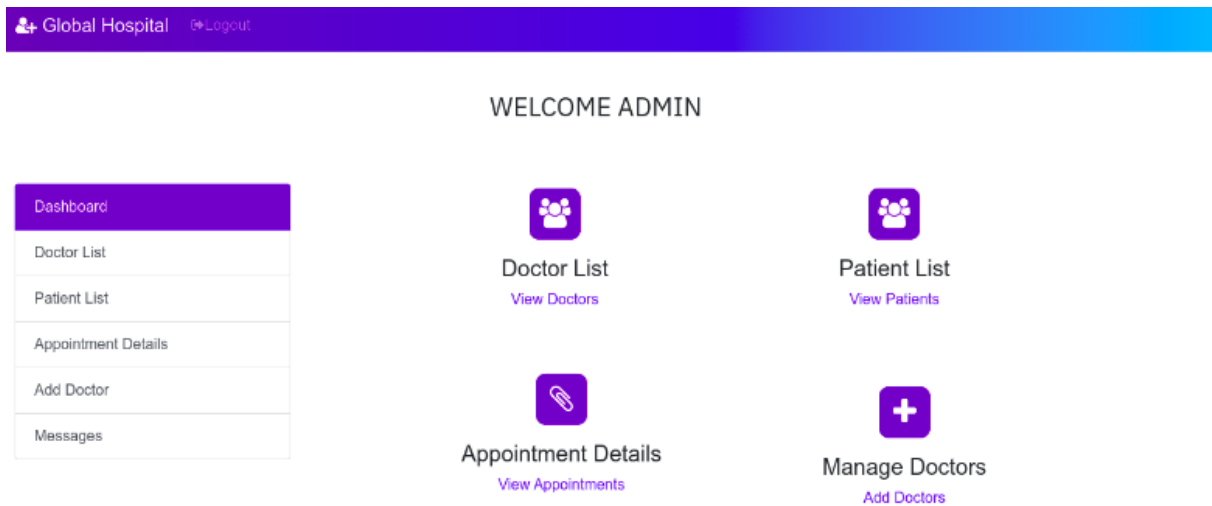 Global Hospital Logout
WELCOME ADMIN
Dashboard
Doctor List
Patient List
Appointment Details
Add Doctor
Messages
Doctor List
View Doctors
Patient List
View Patients
Appointment Details
View Appointments
Manage Doctors
Add Doctors